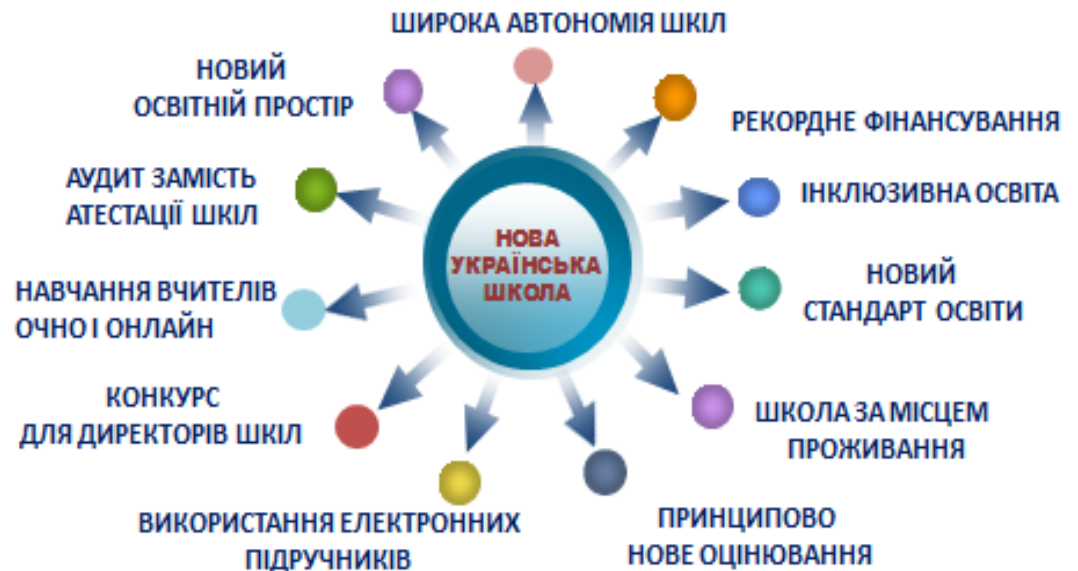 ШИРОКА АВТОНОМІЯ ШКІЛ
НОВИЙ
ОСВІТНІЙ ПРОСТІР
РЕКОРДНЕ ФІНАНСУВАННЯ
АУДИТ ЗАМІСТЬ
АТЕСТАЦІЇ ШКІЛ
ІНКЛЮЗИВНА ОСВІТА
НОВА
УКРАЇНСЬКА
ШКОЛА
НАВЧАННЯ ВЧИТЕЛІВ
ОЧНО І ОНЛАЙН
НОВИЙ
СТАНДАРТ ОСВІТИ
КОНКУРС
ДЛЯ ДИРЕКТОРІВ ШКІЛ
ШКОЛА ЗА МІСЦЕМ
ПРОЖИВАННЯ
ВИКОРИСТАННЯ ЕЛЕКТРОННИХ
ПІДРУЧНИКІВ
ПРИНЦИПОВО
НОВЕ ОЦІНЮВАННЯ